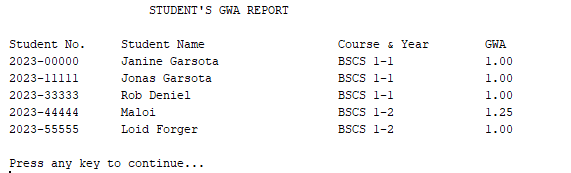 STUDENT'S GWA REPORT
Student No. Student Name Course & Year GWA
2023-00000 Janine Garsota BSCS 1-1 1.00
2023-11111 Jonas Garsota BSCS 1-1 1.00
2023-33333 Rob Deniel BSCS 1-1 1.00
2023-44444 Maloi BSCS 1-2 1.25
2023-55555 Loid Forger BSCS 1-2 1.00
Press any key to continue...